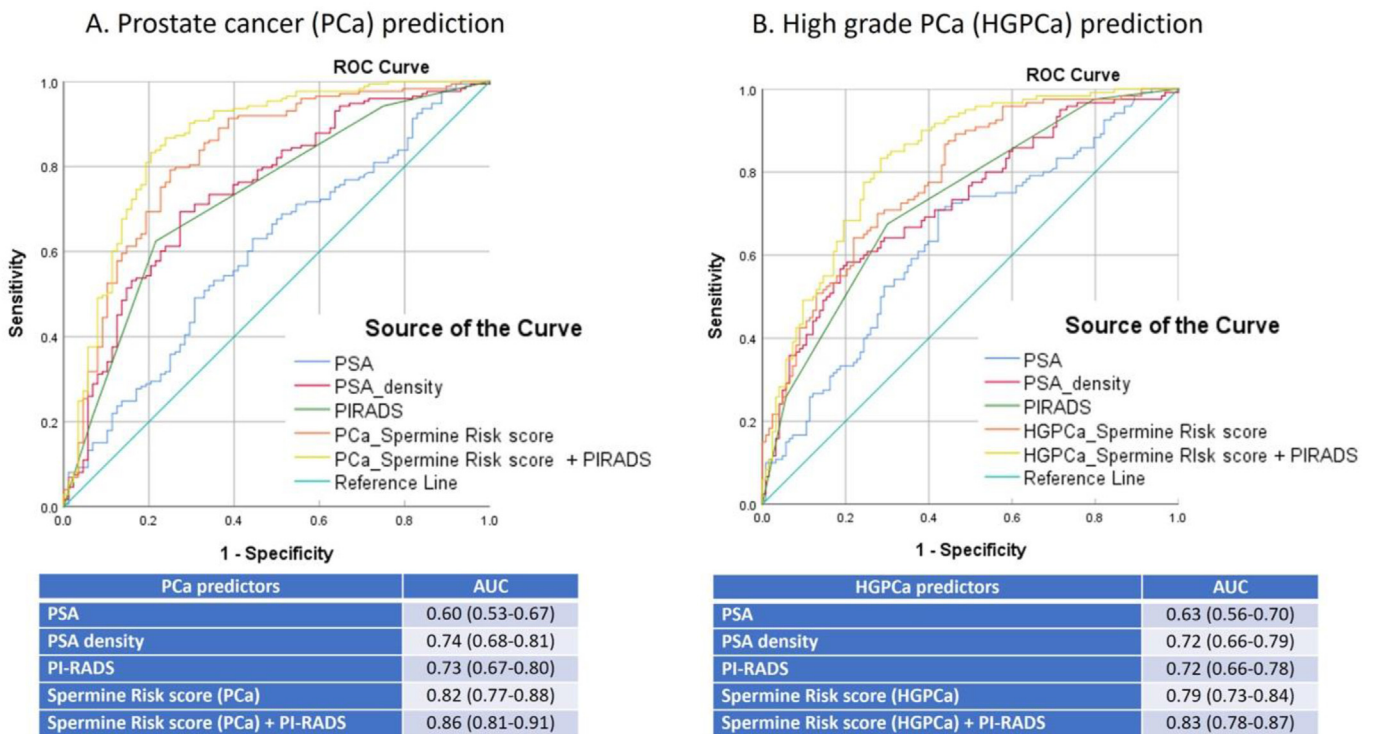 A. Prostate cancer (PCa) prediction
ROC Curve
1.0
0.8
0.6
0.4
0.2
0.0
Sensitivity
0.0 0.2 0.4 0.6 0.8 1.0
1 - Specificity
Source of the Curve
PSA
PSA_density
PIRADS
PCa_Spermine Risk score
PCa_Spermine Risk score + PIRADS
Reference Line
PCa predictors AUC
PSA 0.60 (0.53-0.67)
PSA density 0.74 (0.68-0.81)
PI-RADS 0.73 (0.67-0.80)
Spermine Risk score (PCa) 0.82 (0.77-0.88)
Spermine Risk score (PCa) + PI-RADS 0.86 (0.81-0.91)
B. High grade PCa (HGPCa) prediction
ROC Curve
1.0
0.8
0.6
0.4
0.2
0.0
Sensitivity
0.0 0.2 0.4 0.6 0.8 1.0
1 - Specificity
Source of the Curve
PSA
PSA_density
PIRADS
HGPCa_Spermine Risk score
HGPCa_Spermine RIsk score + PIRADS
Reference Line
HGPCa predictors AUC
PSA 0.63 (0.56-0.70)
PSA density 0.72 (0.66-0.79)
PI-RADS 0.72 (0.66-0.78)
Spermine Risk score (HGPCa) 0.79 (0.73-0.84)
Spermine Risk score (HGPCa) + PI-RADS 0.83 (0.78-0.87)